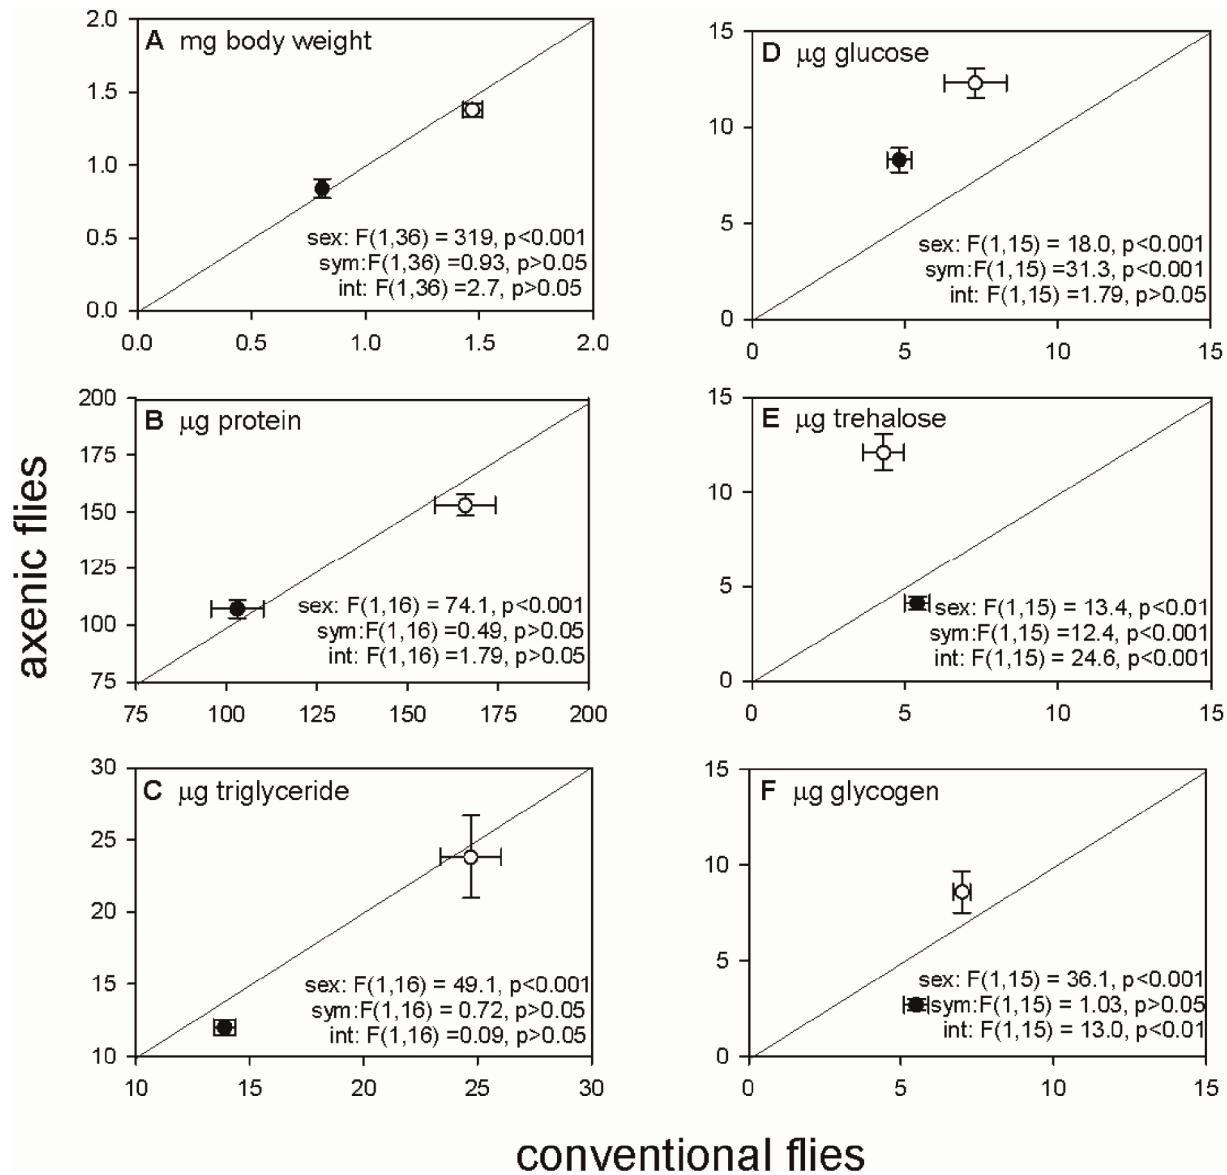 axenic flies
2.0
A mg body weight
1.5
1.0
0.5
sex: F(1,36) = 319, p<0.001
sym:F(1,36) =0.93, p>0.05
int: F(1,36) =2.7, p>0.05
0.0
0.0 0.5 1.0 1.5 2.0
200
B µg protein
175
150
125
100
sex: F(1,16) = 74.1, p<0.001
sym:F(1,16) =0.49, p>0.05
int: F(1,16) =1.79, p>0.05
75
75 100 125 150 175 200
30
C µg triglyceride
25
20
15
sex: F(1,16) = 49.1, p<0.001
sym:F(1,16) = 0.72, p>0.05
int: F(1,16) =0.09, p>0.05
10
10 15 20 25 30
15
D µg glucose
10
5
sex: F(1,15) = 18.0, p<0.001
sym: F(1,15) =31.3, p<0.001
int: F(1,15) =1.79, p>0.05
0
0 5 10 15
15
E µg trehalose
10
5
sex: F(1,15) = 13.4, p<0.01
sym: F(1,15) =12.4, p<0.001
int: F(1,15) = 24.6, p<0.001
0
0 5 10 15
15
F µg glycogen
10
5
sex: F(1,15) = 36.1, p<0.001
sym:F(1,15) = 1.03, p>0.05
int: F(1,15) = 13.0, p<0.01
0
0 5 10 15
conventional flies